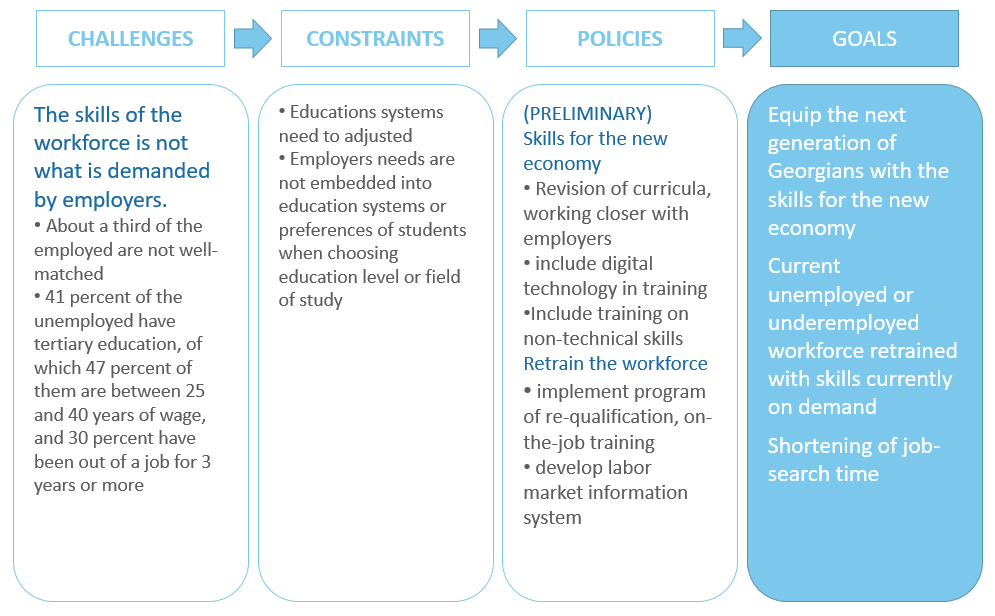 CHALLENGES
CONSTRAINTS
POLICIES
GOALS
The skills of the
workforce is not
what is demanded
by employers.
• About a third of the
employed are not well-
matched
• 41 percent of the
unemployed have
tertiary education, of
which 47 percent of
them are between 25
and 40 years of wage,
and 30 percent have
been out of a job for 3
years or more
• Educations systems
need to adjusted
• Employers needs are
not embedded into
education systems or
preferences of students
when choosing
education level or field
of study
(PRELIMINARY)
Skills for the new
economy
• Revision of curricula,
working closer with
employers
• include digital
technology in training
•Include training on
non-technical skills
Retrain the workforce
• implement program
of re-qualification, on-
the-job training
• develop labor
market information
system
Equip the next
generation of
Georgians with the
skills for the new
economy
Current
unemployed or
underemployed
workforce retrained
with skills currently
on demand
Shortening of job-
search time